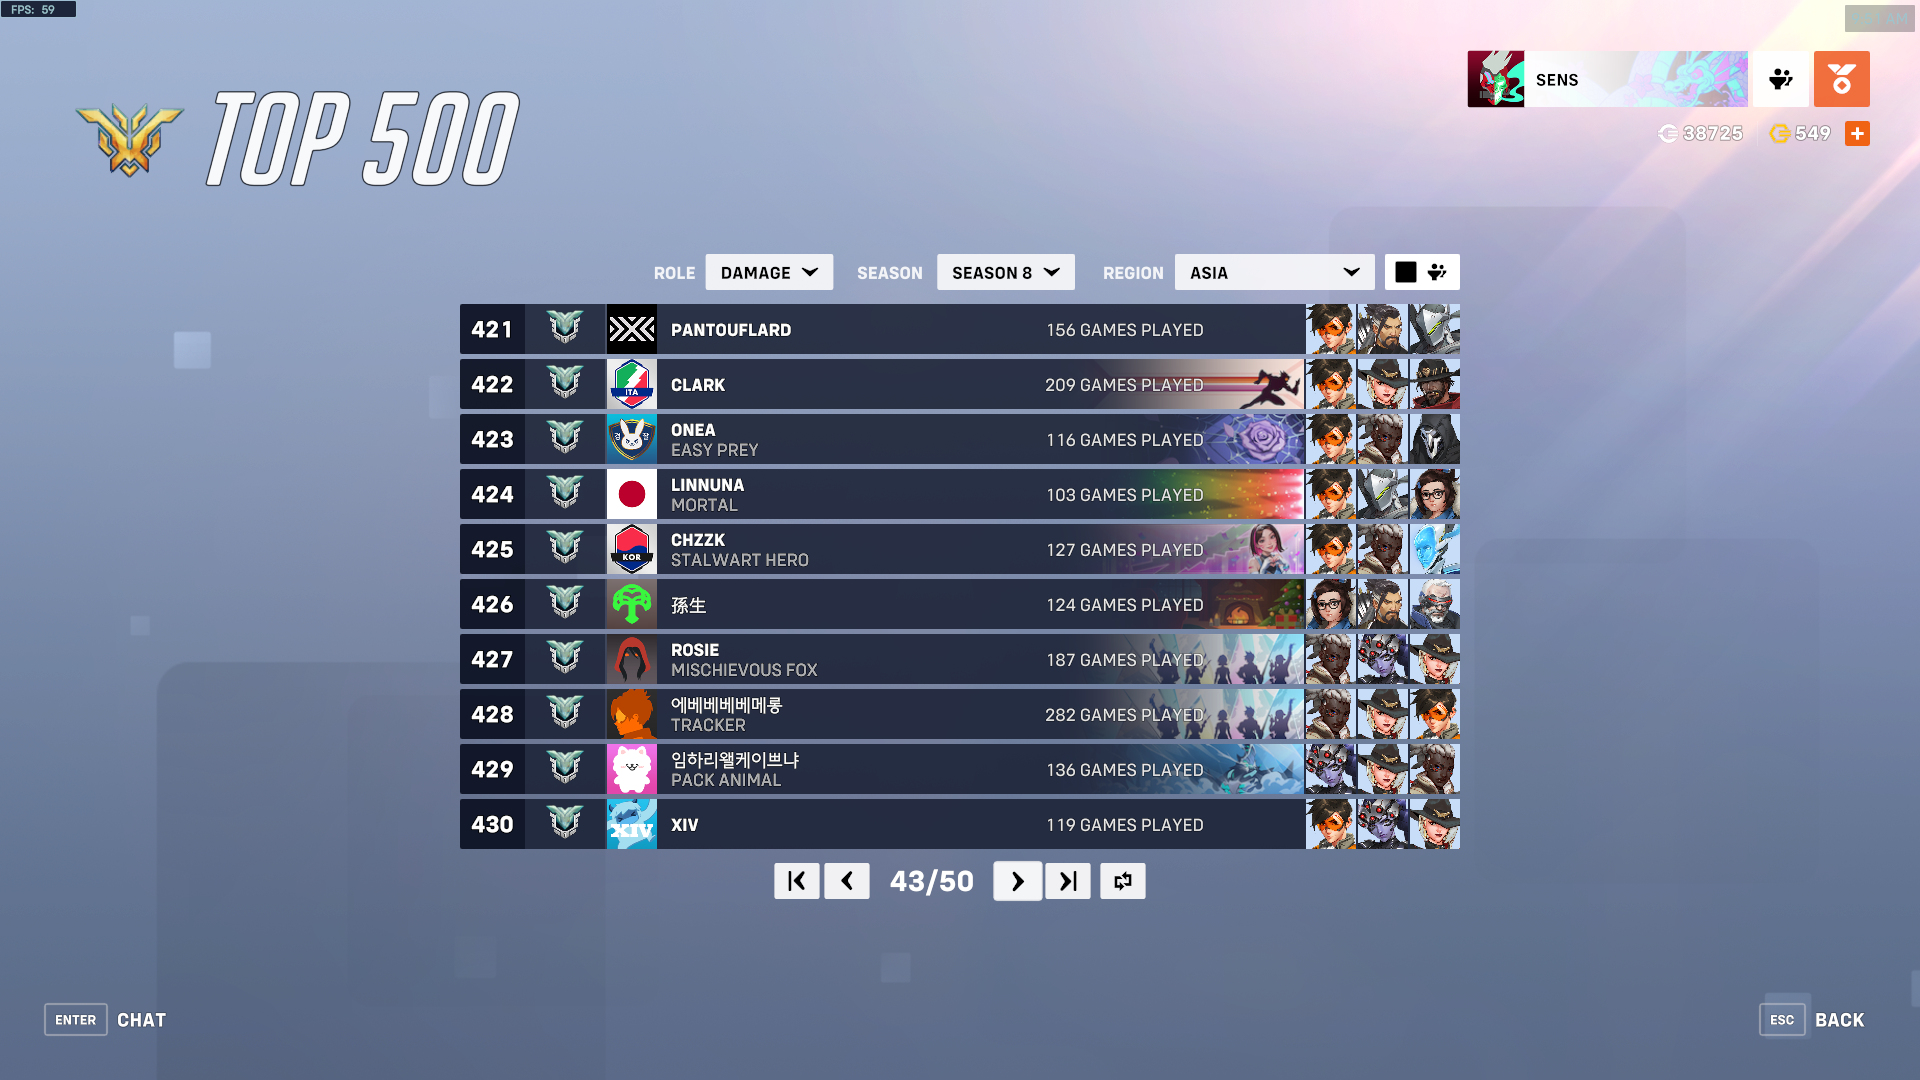 FPS: 59
TOP 500
SENS
38725
549
ROLE DAMAGE SEASON SEASON 8 REGION ASIA
421 PANTOUFLARD 156 GAMES PLAYED
422 ITA CLARK 209 GAMES PLAYED
423 ONEA 116 GAMES PLAYED
EASY PREY
424 LINNUNA 103 GAMES PLAYED
MORTAL
425 KOR CHZZK 127 GAMES PLAYED
STALWART HERO
426 孫生 124 GAMES PLAYED
427 ROSIE 187 GAMES PLAYED
MISCHIEVOUS FOX
428 에베베베베메롱 282 GAMES PLAYED
TRACKER
429 임하리왤케이쁘냐 136 GAMES PLAYED
PACK ANIMAL
430 XIV XIV 119 GAMES PLAYED
43/50
ENTER CHAT
ESC BACK